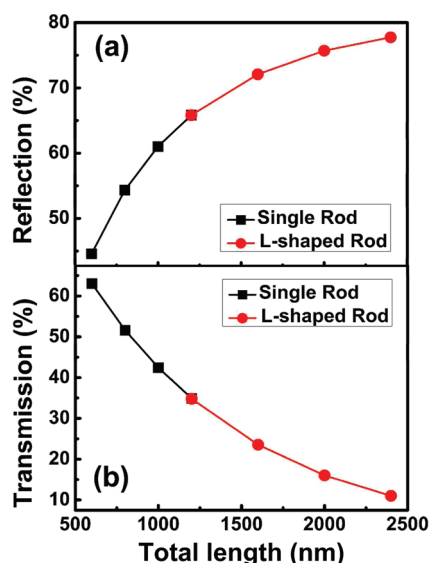 80
(a)
70
60
50
Reflection (%)
Single Rod
L-shaped Rod
60
50
40
30
20
10
Transmission (%)
Single Rod
L-shaped Rod
(b)
500 1000 1500 2000 2500
Total length (nm)